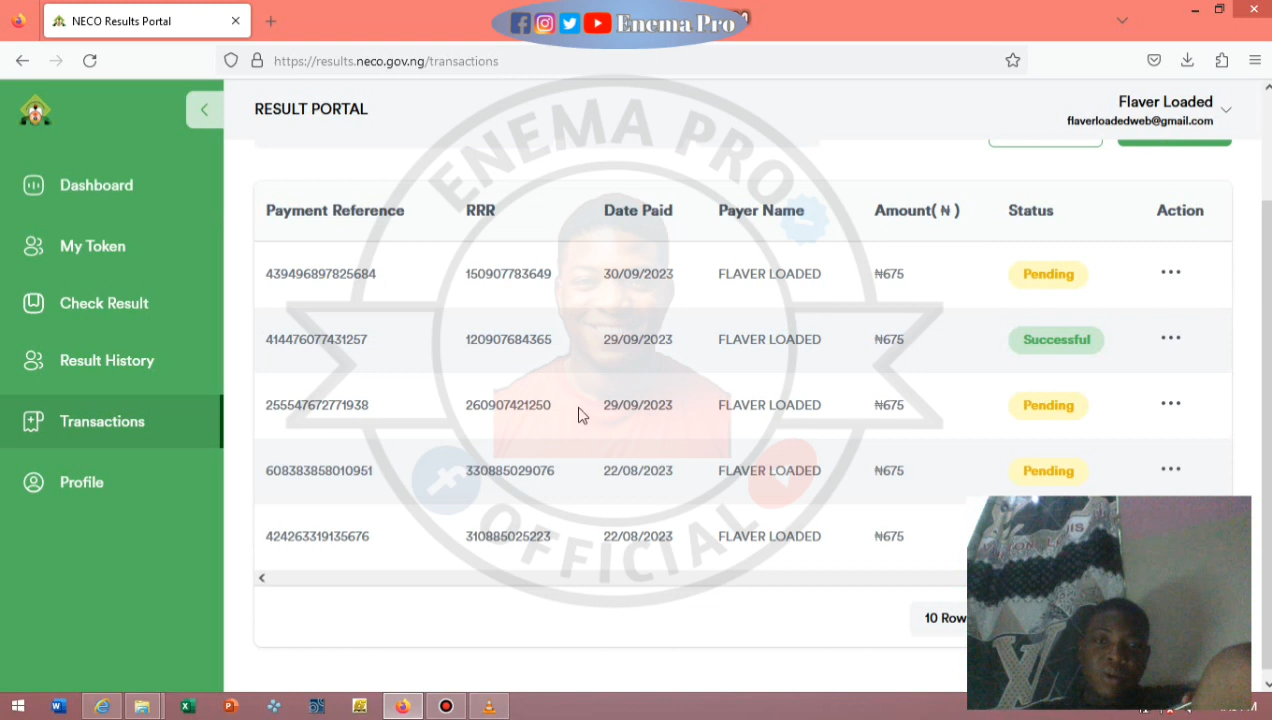 NECO Results Portal
Enema Pro
https://results.neco.gov.ng/transactions
RESULT PORTAL
Flaver Loaded
flaverloadedweb@gmail.com
Dashboard
My Token
Check Result
Result History
Transactions
Profile
Payment Reference RRR Date Paid Payer Name Amount( ₦ ) Status Action
439496897825684 150907783649 30/09/2023 FLAVER LOADED ₦675 Pending
414476077431257 120907684365 29/09/2023 FLAVER LOADED ₦675 Successful
255547672771938 260907421250 29/09/2023 FLAVER LOADED ₦675 Pending
608383858010951 330885029076 22/08/2023 FLAVER LOADED ₦675 Pending
424263319135676 310885025223 22/08/2023 FLAVER LOADED ₦675
10 Row
ENEMA PRO
OFFICIAL